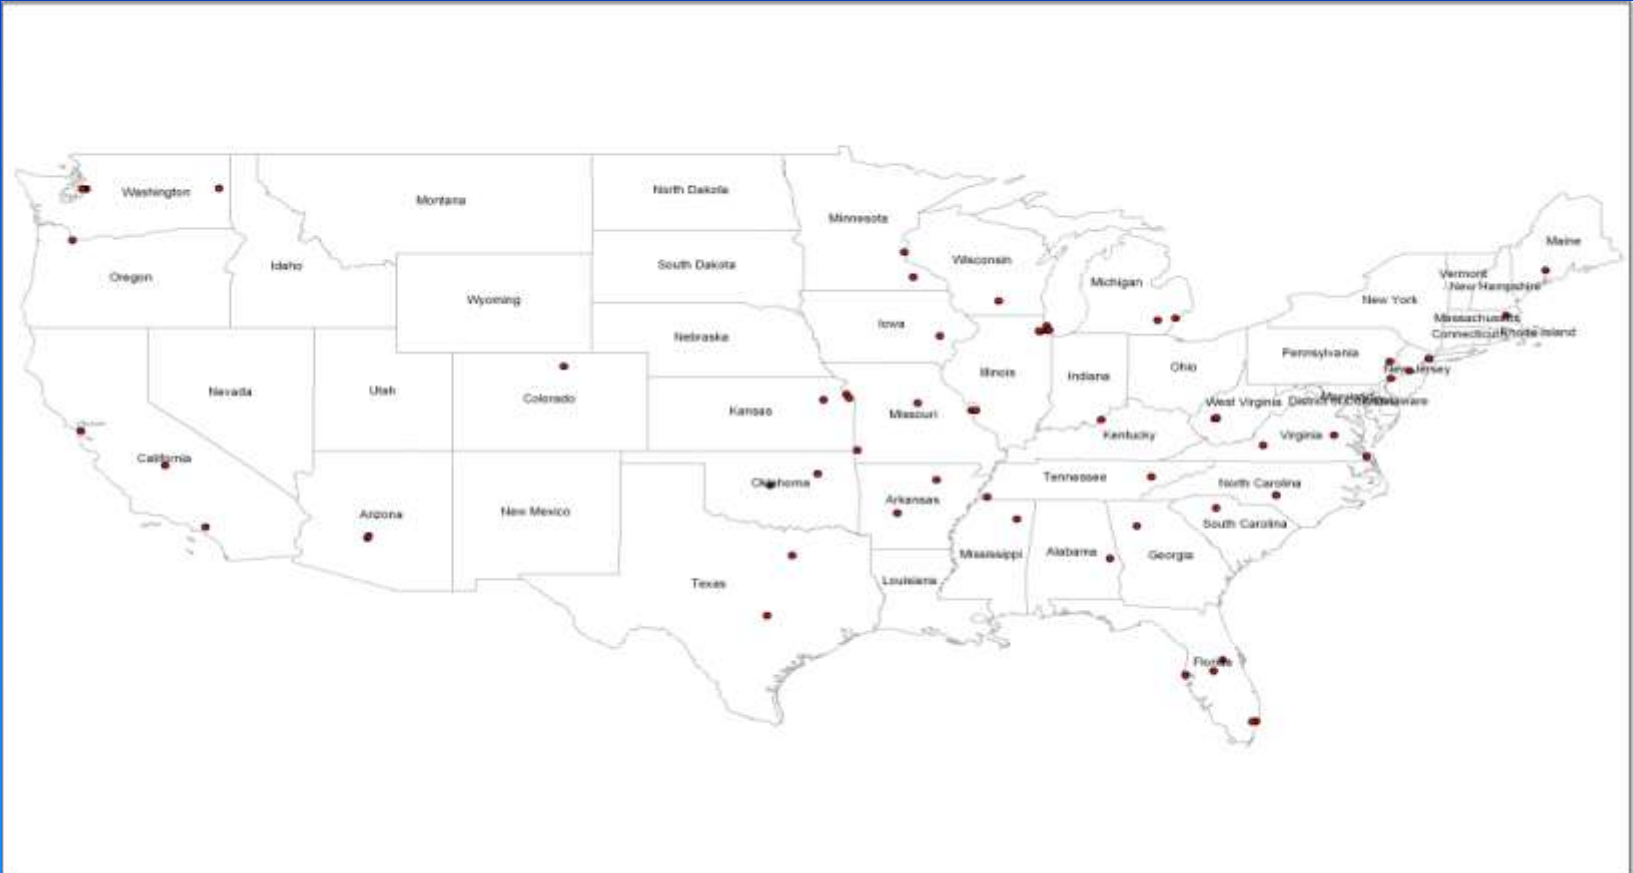 Washington
Montana
North Dakota
Minnesota
Maine
Oregon
Idaho
South Dakota
Wisconsin
Michigan
Vermont
New Hampshire
Wyoming
New York
Iowa
Massachusetts
Connecticut
Rhode Island
Nebraska
Pennsylvania
Nevada
Utah
Colorado
Illinois
Indiana
Ohio
New Jersey
Kansas
Missouri
West Virginia
Kentucky
Virginia
California
Oklahoma
Tennessee
North Carolina
Arizona
New Mexico
Arkansas
South Carolina
Mississippi
Alabama
Georgia
Texas
Louisiana
Florida